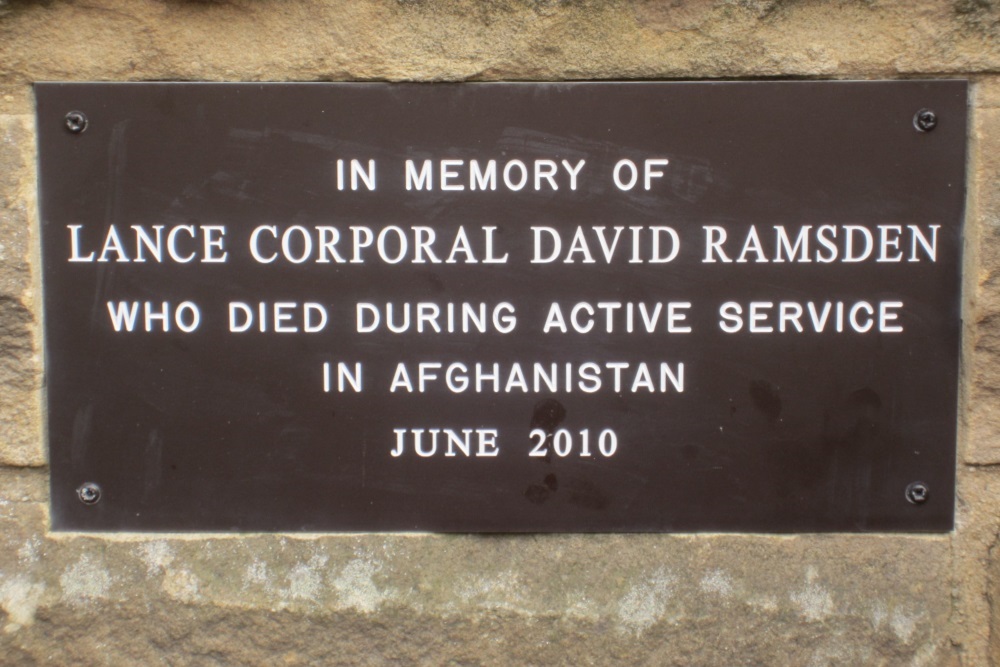 IN MEMORY OF
LANCE CORPORAL DAVID RAMSDEN
WHO DIED DURING ACTIVE SERVICE
IN AFGHANISTAN
JUNE 2010